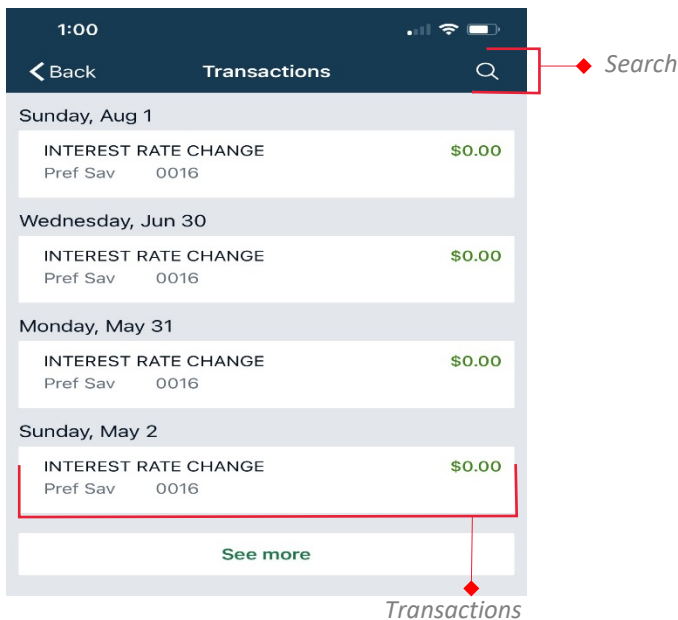 1:00
Back Transactions
Search
Sunday, Aug 1
INTEREST RATE CHANGE $0.00
Pref Sav 0016
Wednesday, Jun 30
INTEREST RATE CHANGE $0.00
Pref Sav 0016
Monday, May 31
INTEREST RATE CHANGE $0.00
Pref Sav 0016
Sunday, May 2
INTEREST RATE CHANGE $0.00
Pref Sav 0016
See more
Transactions